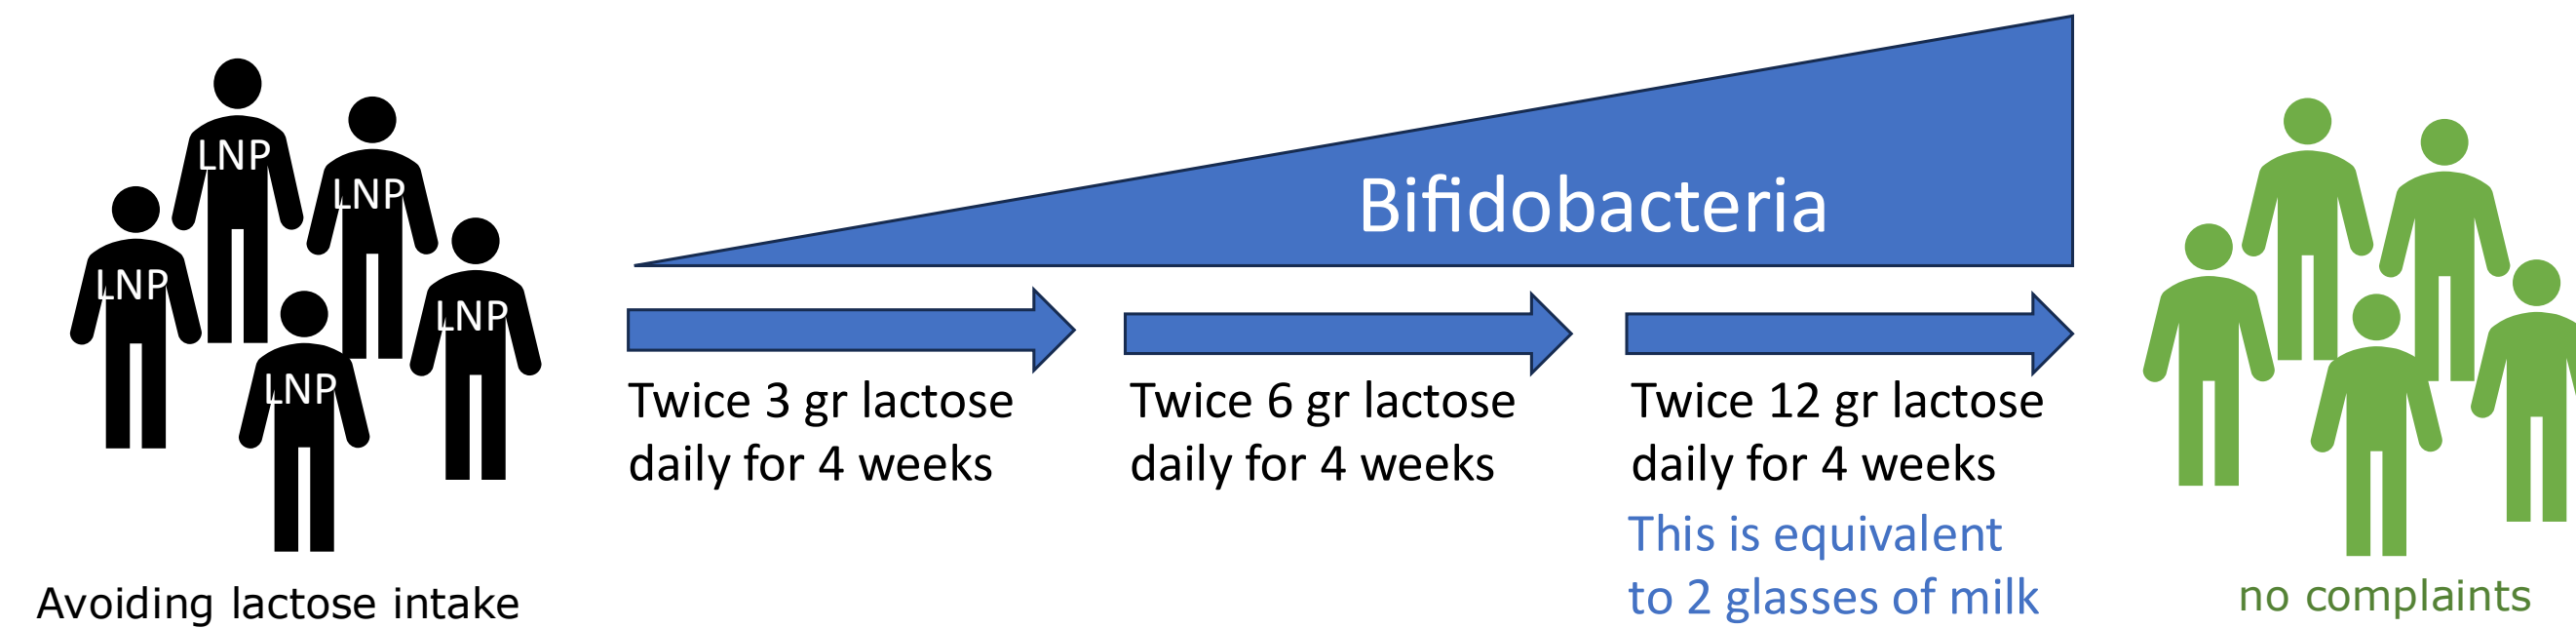 LNP
LNP
LNP
LNP
LNP
Avoiding lactose intake
Bifidobacteria
Twice 3 gr lactose
daily for 4 weeks
Twice 6 gr lactose
daily for 4 weeks
Twice 12 gr lactose
daily for 4 weeks
This is equivalent
to 2 glasses of milk
no complaints